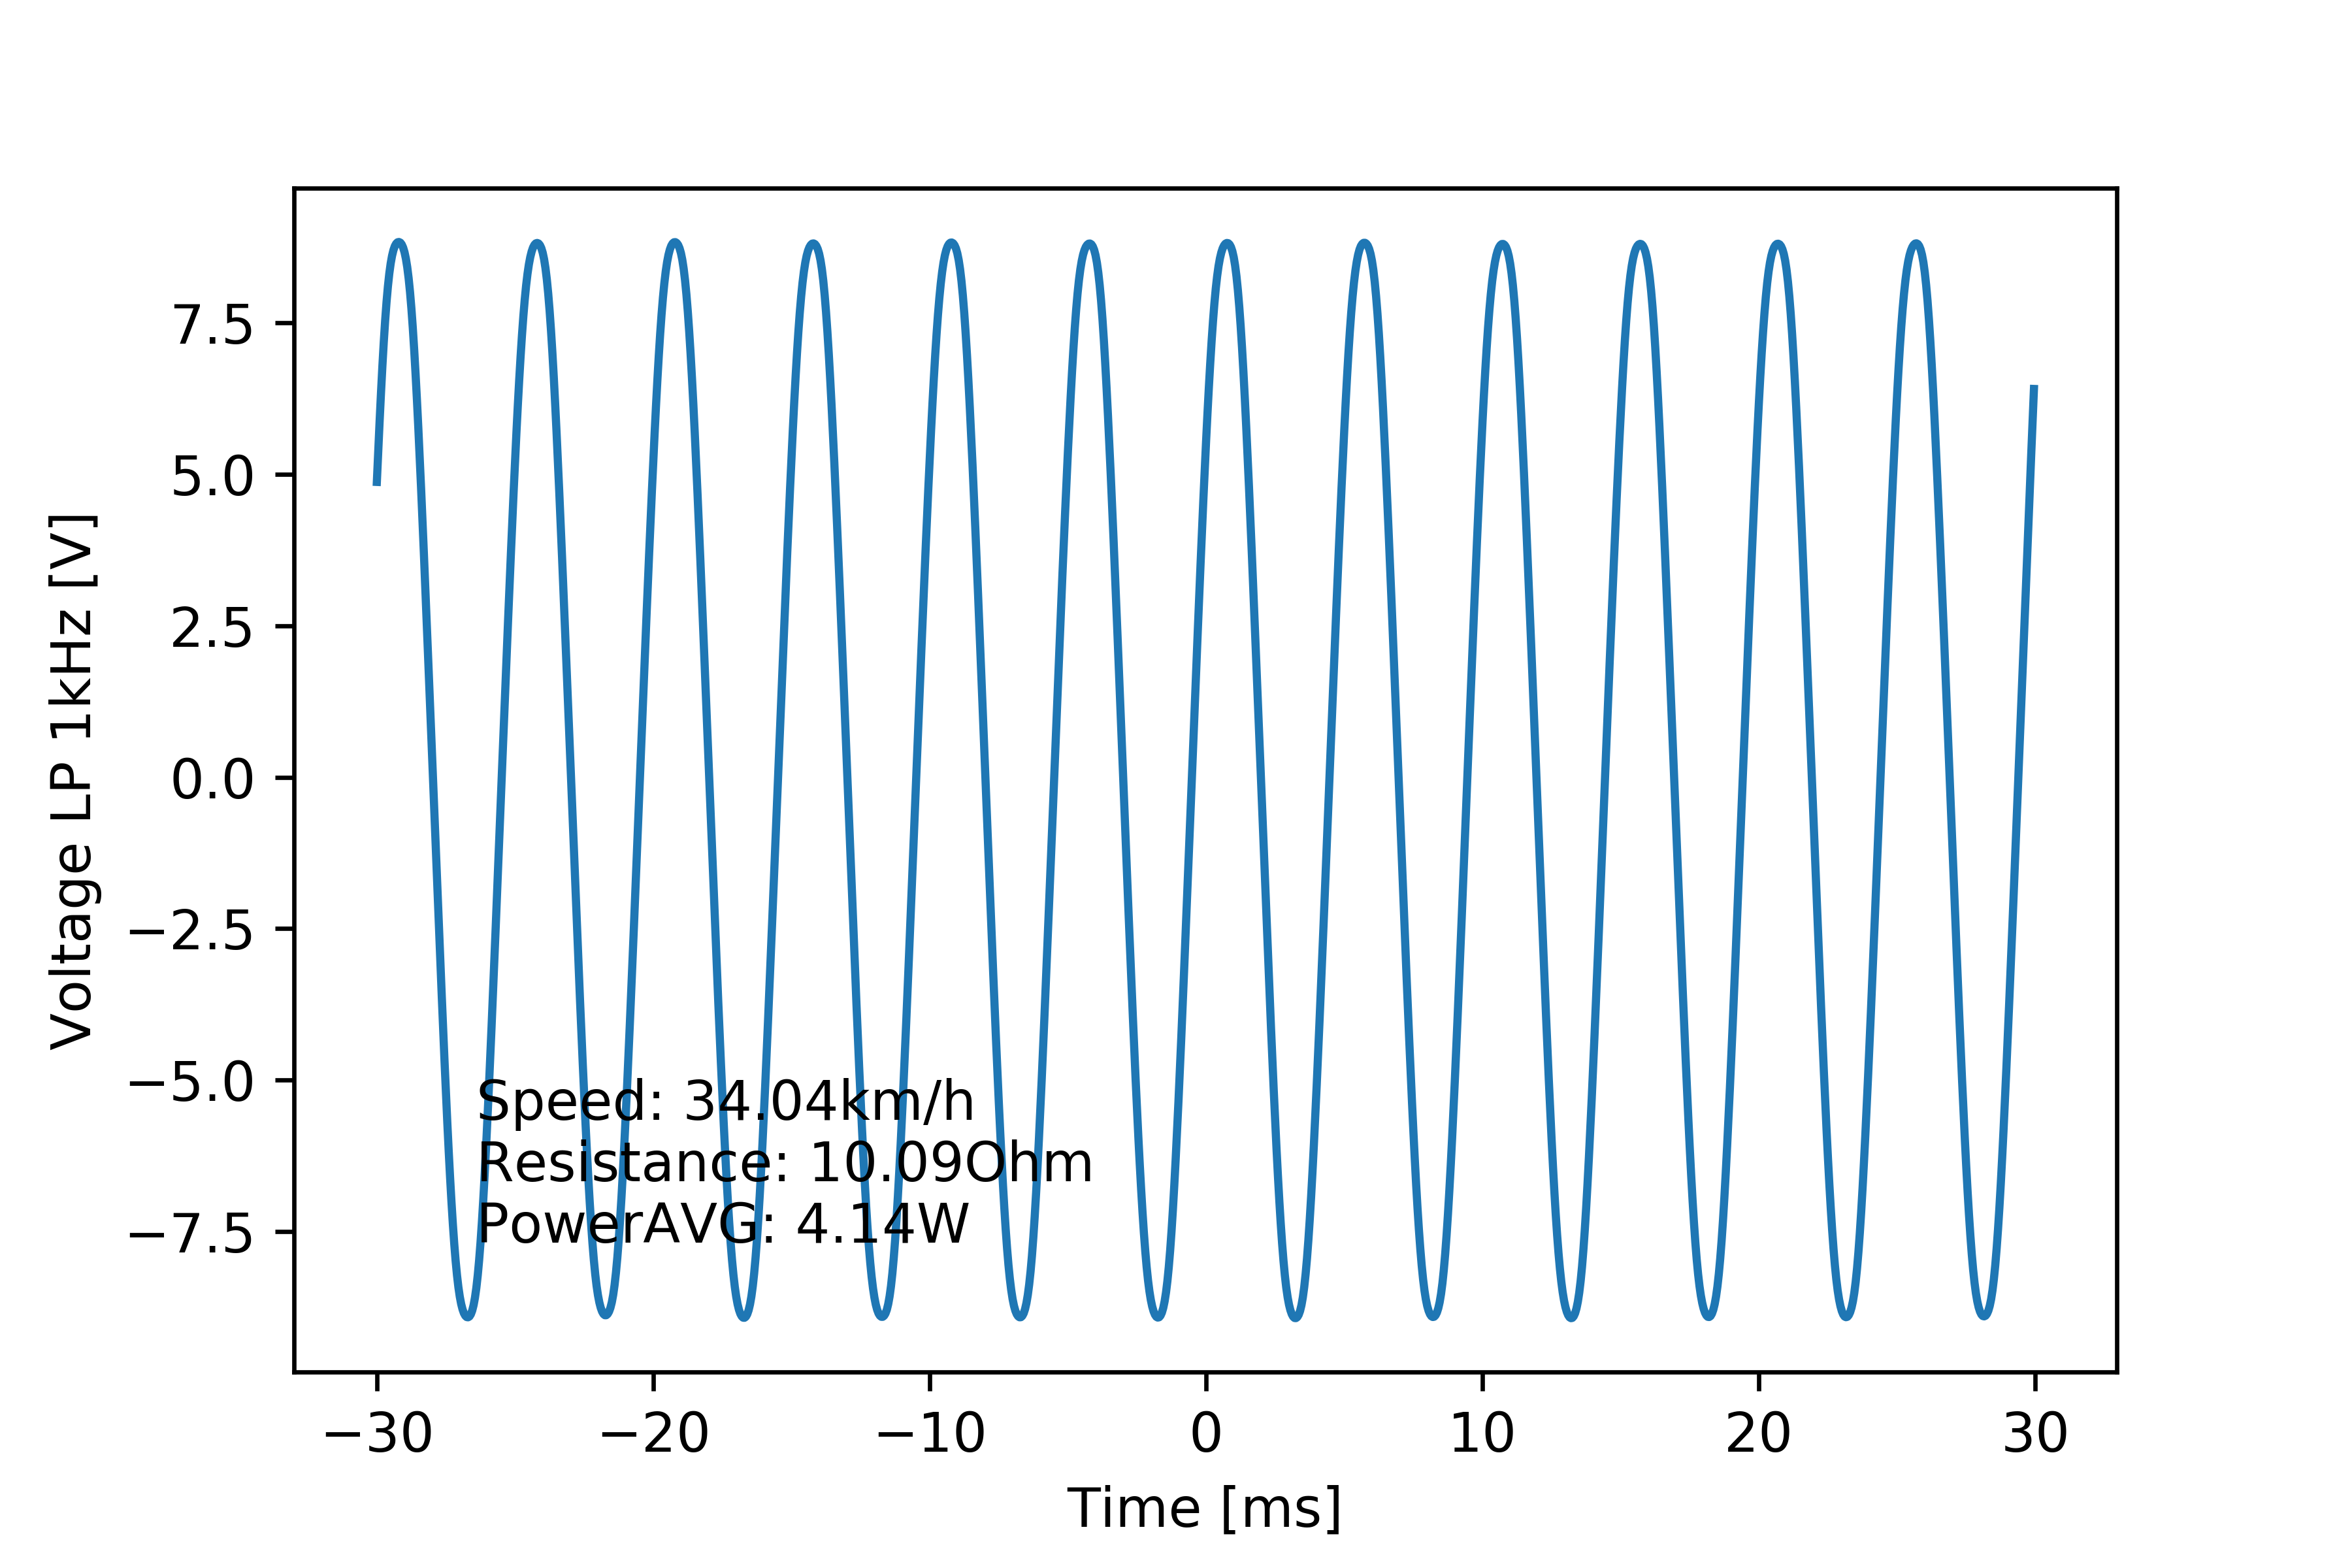 7.5
5.0
2.5
0.0
−2.5
−5.0
−7.5
Voltage LP 1kHz [V]
Speed: 34.04km/h
Resistance: 10.09Ohm
PowerAVG: 4.14W
−30 −20 −10 0 10 20 30
Time [ms]